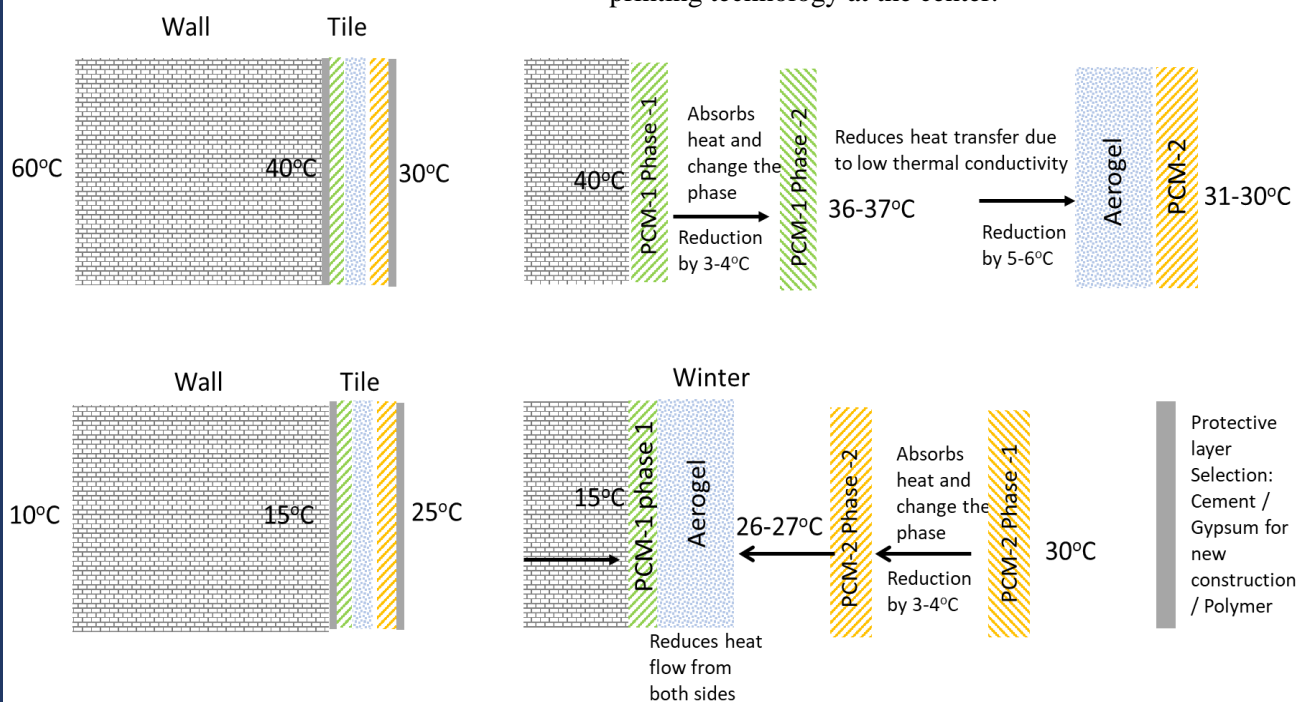 printing technology at the center.
Wall
Tile
60°C
40°C
30°C
40°C
PCM-1 Phase -1
Absorbs
heat and
change the
phase
Reduction
by 3-4°C
PCM-1 Phase -2
Reduces heat transfer due
to low thermal conductivity
36-37°C
Reduction
by 5-6°C
Aerogel
PCM-2
31-30°C
Wall
Tile
10°C
15°C
25°C
Winter
15°C
PCM-1 phase 1
Aerogel
Reduces heat
flow from
both sides
26-27°C
PCM-2 Phase -2
Absorbs
heat and
change the
phase
Reduction
by 3-4°C
PCM-2 Phase -1
30°C
Protective
layer
Selection:
Cement /
Gypsum for
new
construction
/ Polymer